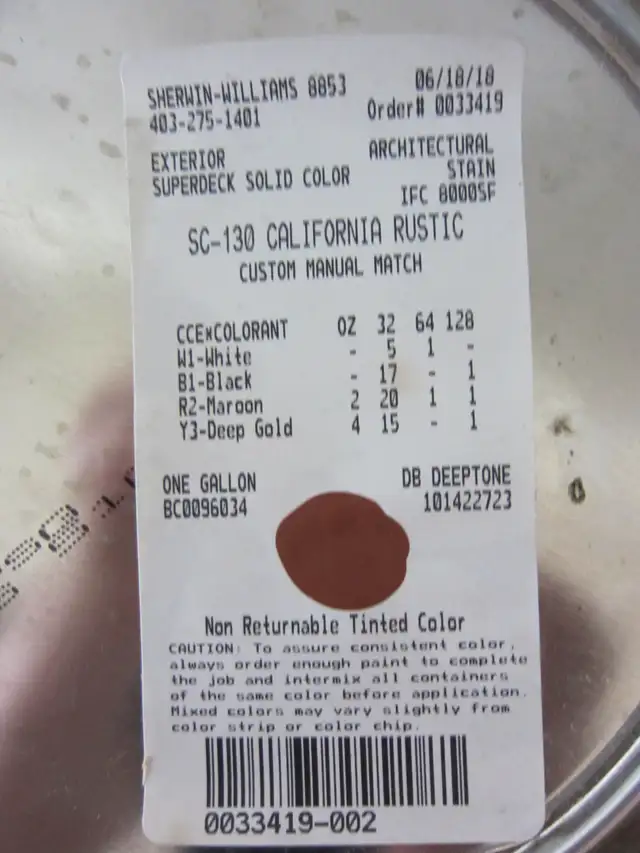 SHERWIN-WILLIAMS 8853 06/18/18
403-275-1401 Order# 0033419
EXTERIOR ARCHITECTURAL
SUPERDECK SOLID COLOR STAIN
IFC 8000SF
SC-130 CALIFORNIA RUSTIC
CUSTOM MANUAL MATCH
CCE*COLORANT OZ 32 64 128
W1-White - 5 1 -
B1-Black - 17 - 1
R2-Maroon 2 20 1 1
Y3-Deep Gold 4 15 - 1
ONE GALLON DB DEEPTONE
BC0096034 101422723
Non Returnable Tinted Color
CAUTION: To assure consistent color,
always order enough paint to complete
the job and intermix all containers
of the same color before application.
Mixed colors may vary slightly from
color strip or color chip.
0033419-002